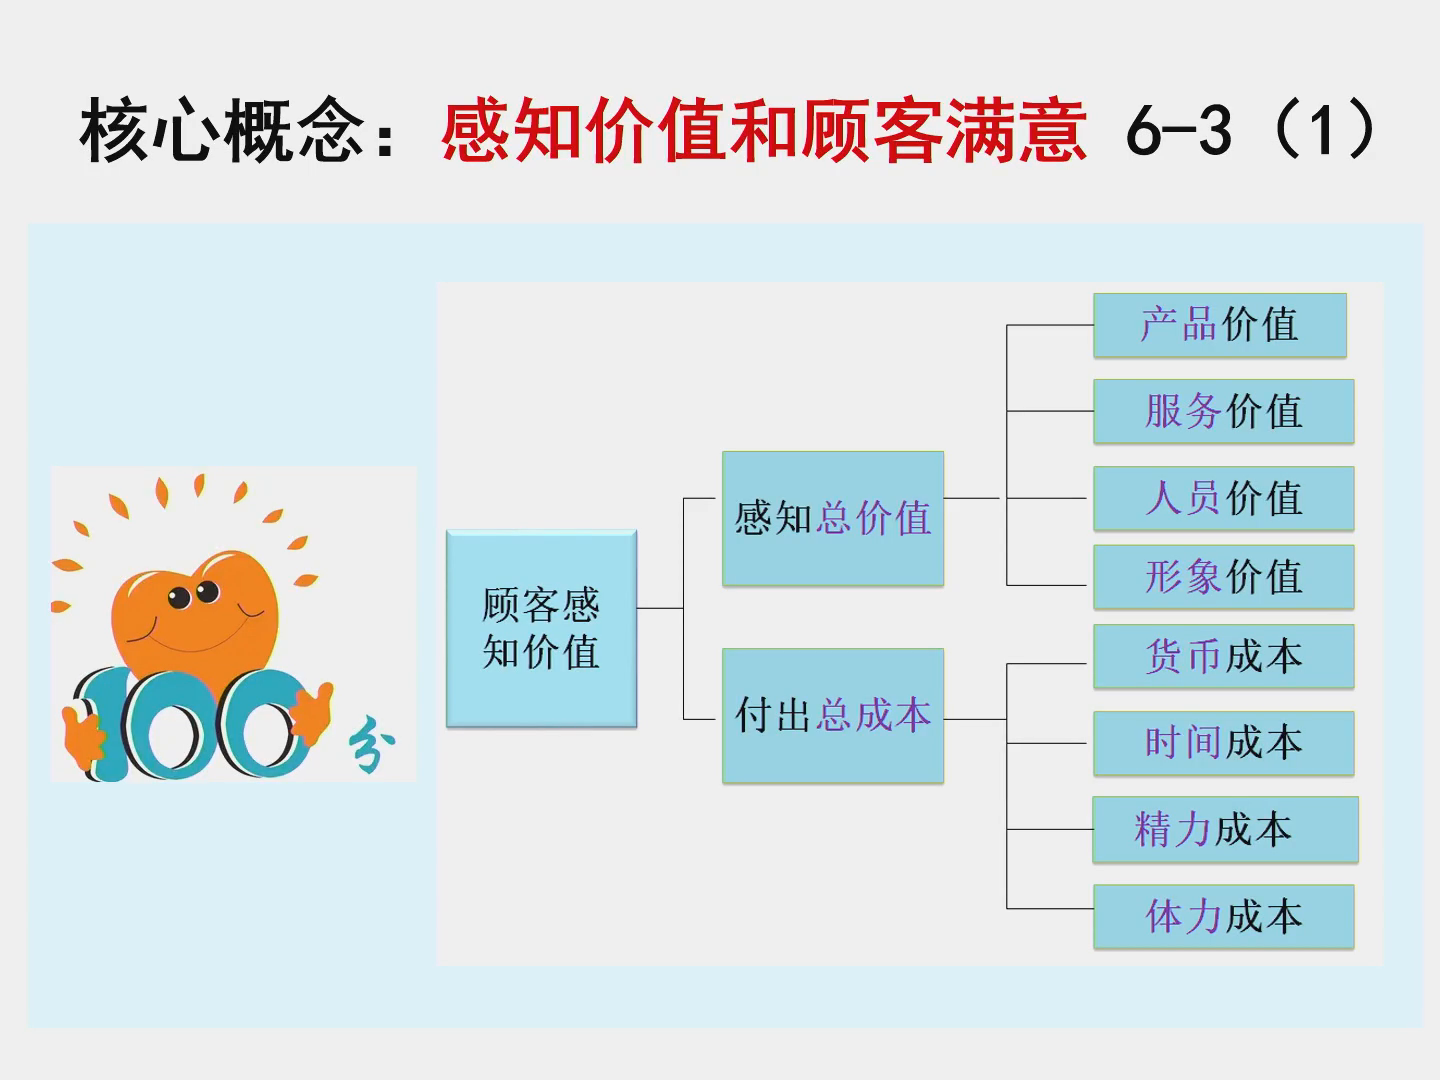 核心概念：感知价值和顾客满意 6-3（1）
产品价值
服务价值
人员价值
形象价值
感知总价值
顾客感
知价值
付出总成本
货币成本
时间成本
精力成本
体力成本
100分